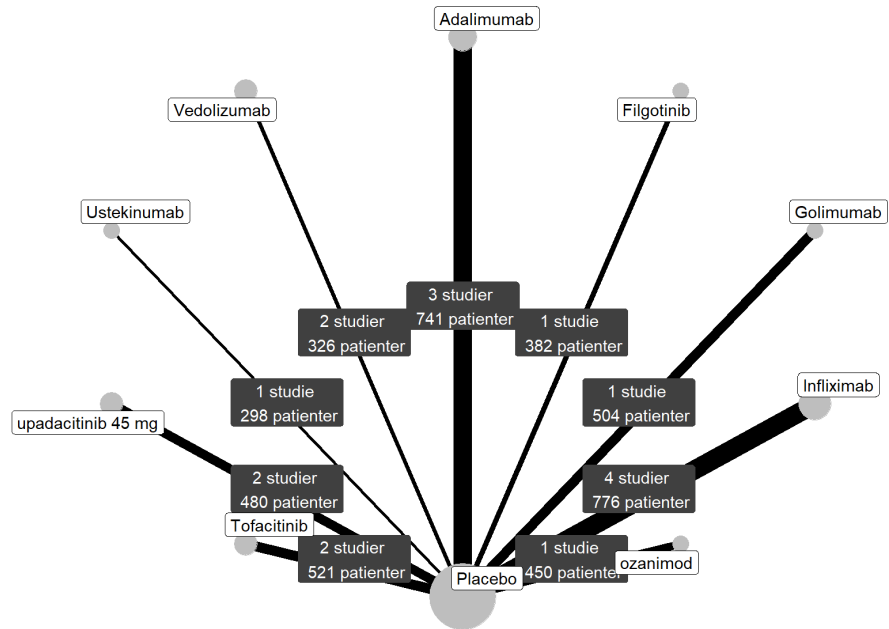 Adalimumab
Vedolizumab
Filgotinib
Ustekinumab
Golimumab
3 studier
741 patienter
2 studier
326 patienter
1 studie
382 patienter
Infliximab
1 studie
298 patienter
1 studie
504 patienter
upadacitinib 45 mg
2 studier
480 patienter
4 studier
776 patienter
Tofacitinib
2 studier
521 patienter
1 studie
450 patienter
ozanimod
Placebo